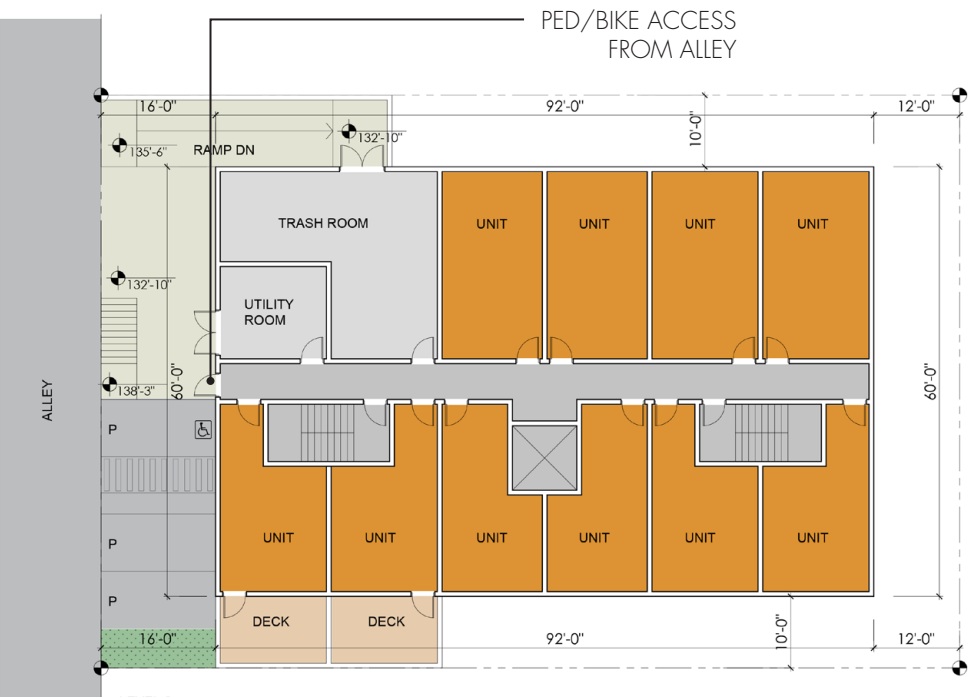 PED/BIKE ACCESS
FROM ALLEY
16'-0"
92'-0"
12'-0"
10'-0"
132'-10"
135'-6"
RAMP DN
TRASH ROOM
UNIT
UNIT
UNIT
UNIT
132'-10"
UTILITY
ROOM
138'-3"
60'-0"
60'-0"
ALLEY
P
P
UNIT
UNIT
UNIT
UNIT
UNIT
UNIT
P
DECK
DECK
16'-0"
92'-0"
10'-0"
12'-0"